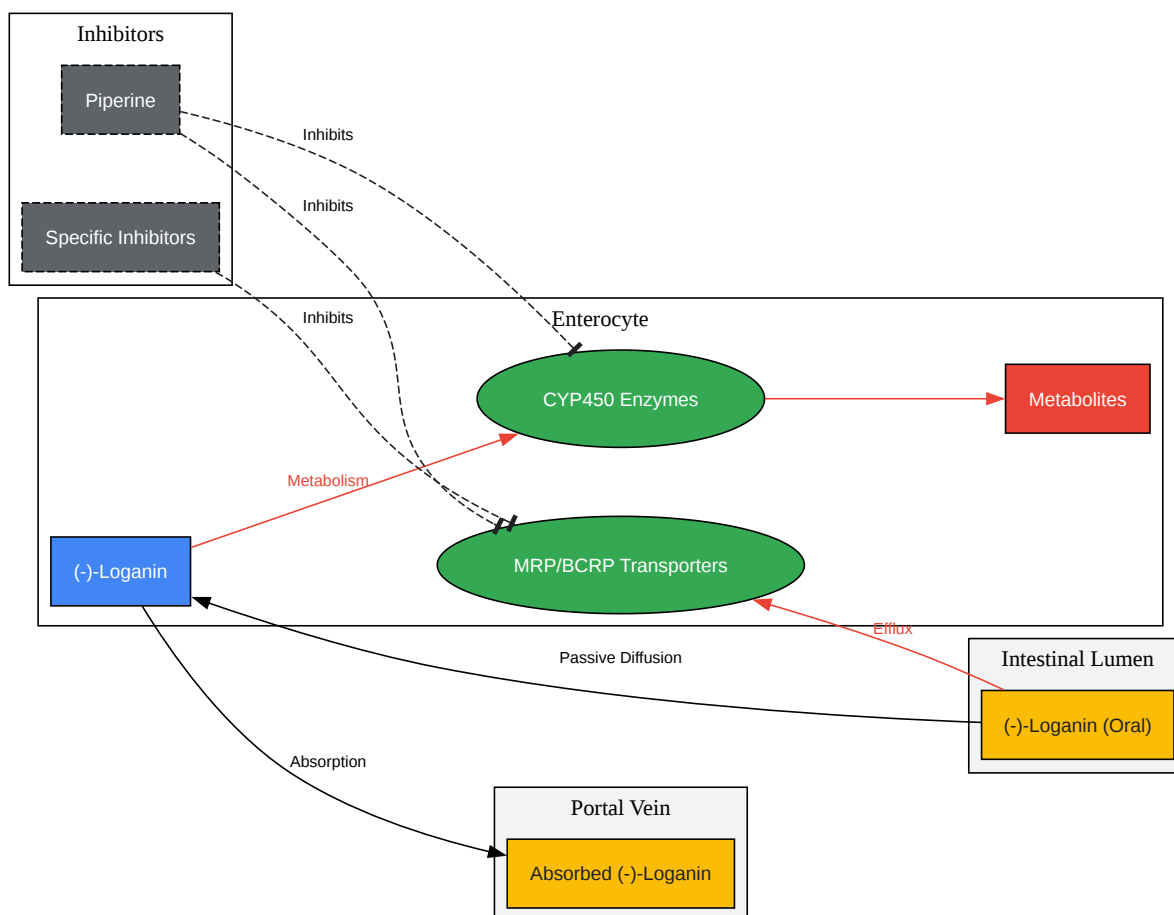 Inhibitors
Piperine
Inhibits
Inhibits
Specific Inhibitors
Inhibits
Enterocyte
CYP450 Enzymes
Metabolites
Metabolism
(-)-Loganin
MRP/BCRP Transporters
Efflux
Passive Diffusion
Intestinal Lumen
(-)-Loganin (Oral)
Absorption
Portal Vein
Absorbed (-)-Loganin